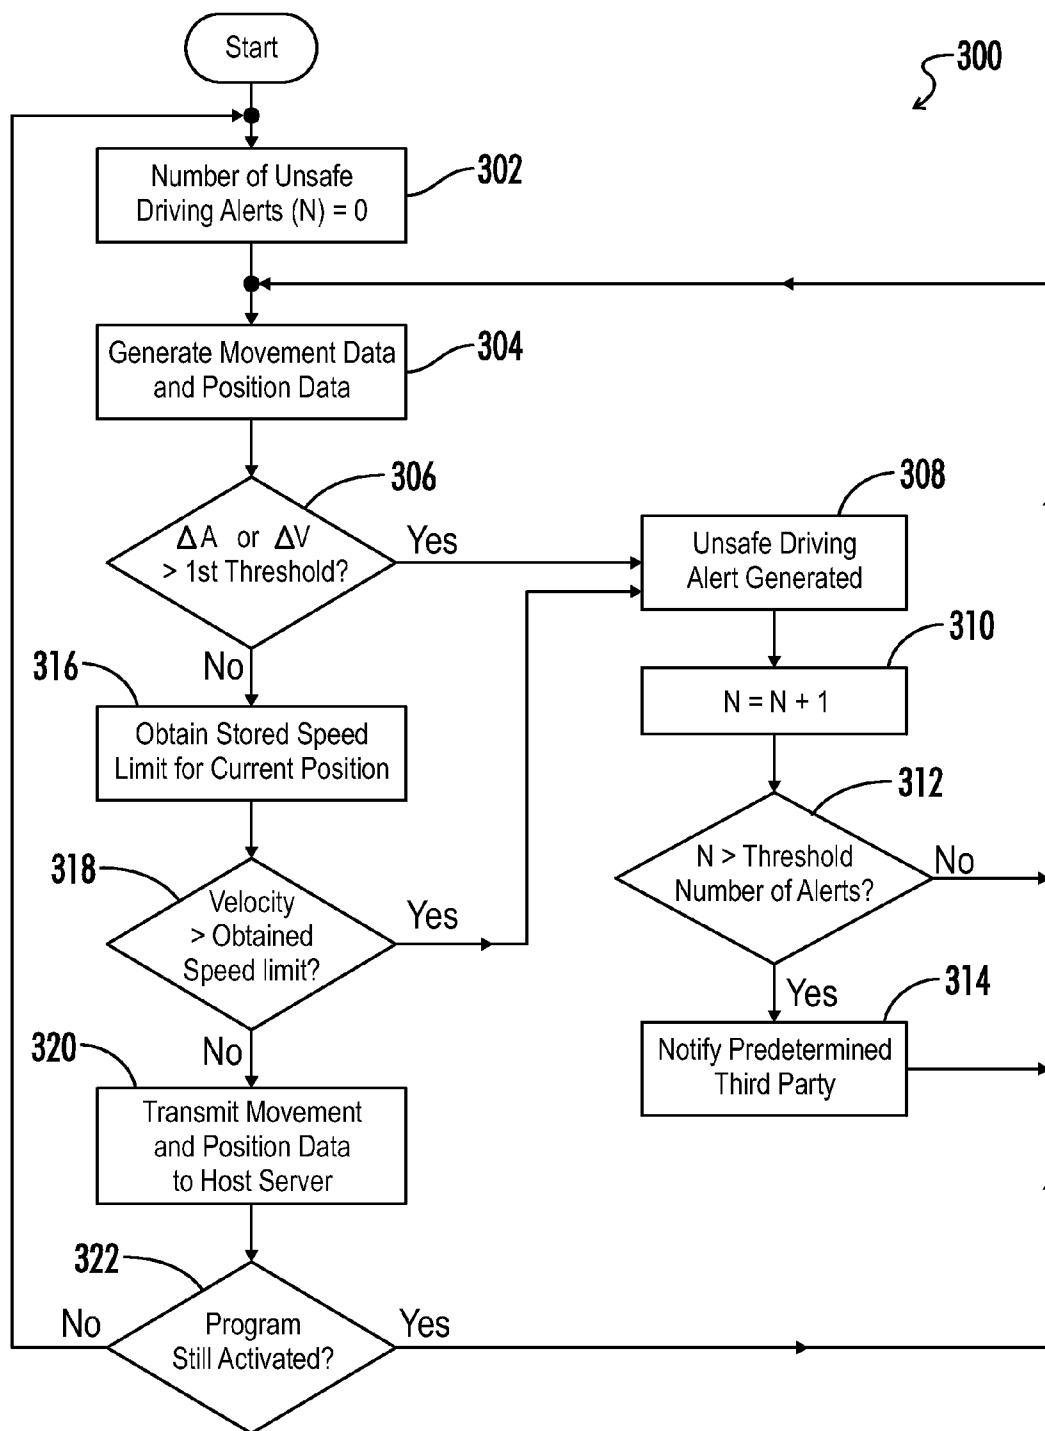 Start
300
Number of Unsafe
Driving Alerts (N) = 0
302
Generate Movement Data
and Position Data
304
306
Δ A or Δ V
> 1st Threshold?
Yes
No
308
Unsafe Driving
Alert Generated
310
N = N + 1
316
Obtain Stored Speed
Limit for Current Position
312
N > Threshold
Number of Alerts?
No
Yes
318
Velocity
> Obtained
Speed limit?
Yes
No
314
Notify Predetermined
Third Party
320
Transmit Movement
and Position Data
to Host Server
322
Program
Still Activated?
No
Yes